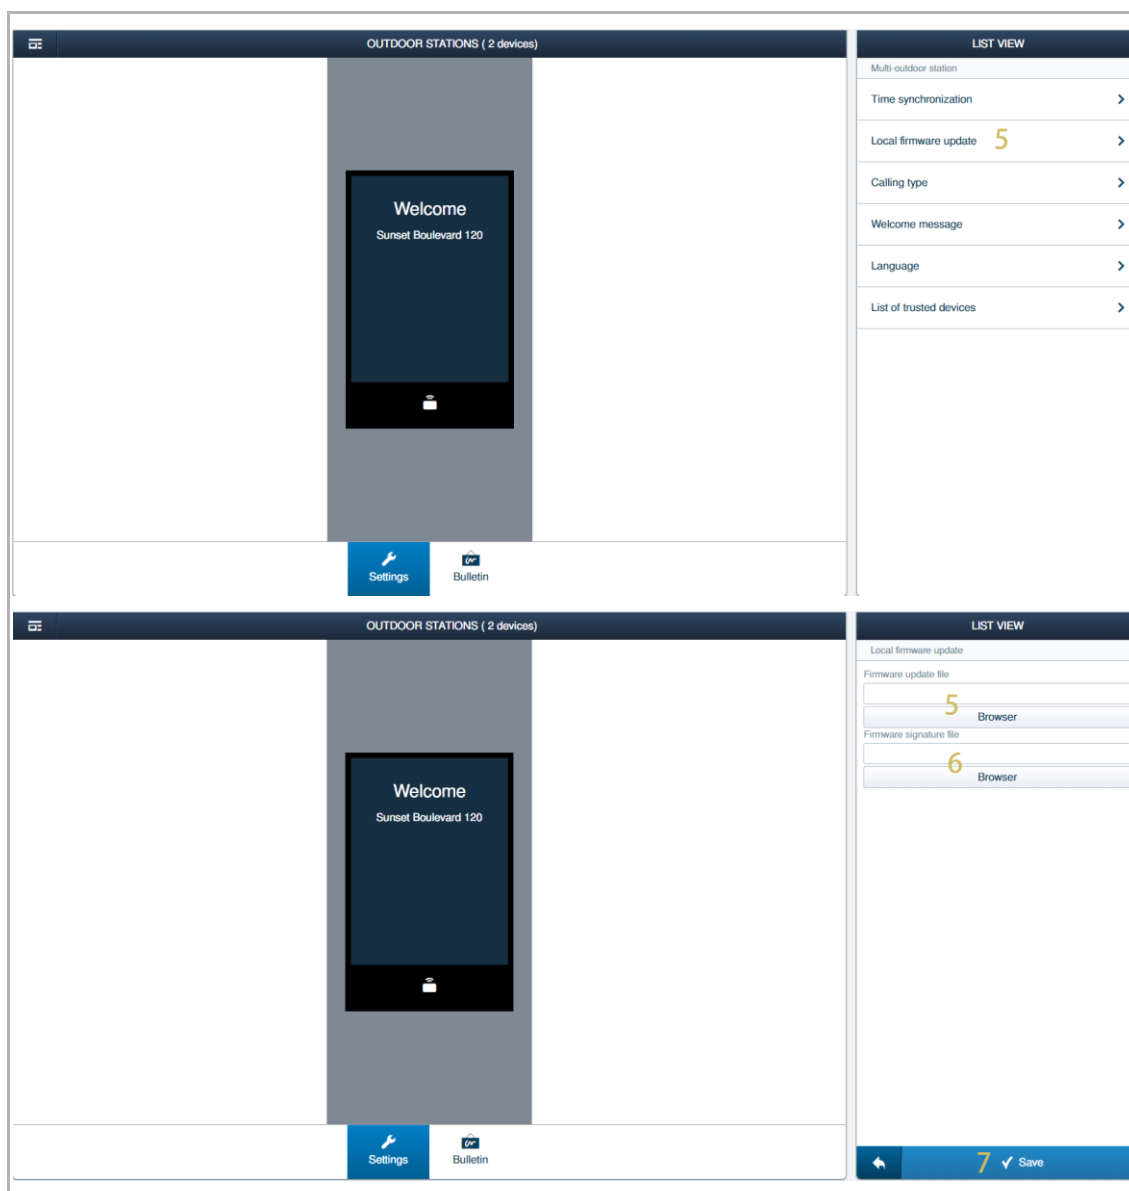 OUTDOOR STATIONS ( 2 devices)
LIST VIEW
Multi-outdoor station
Time synchronization
Local firmware update 5
Calling type
Welcome message
Language
List of trusted devices
Welcome
Sunset Boulevard 120
Settings
Bulletin
OUTDOOR STATIONS ( 2 devices)
LIST VIEW
Local firmware update
Firmware update file
5
Browser
Firmware signature file
6
Browser
Welcome
Sunset Boulevard 120
Settings
Bulletin
7 Save